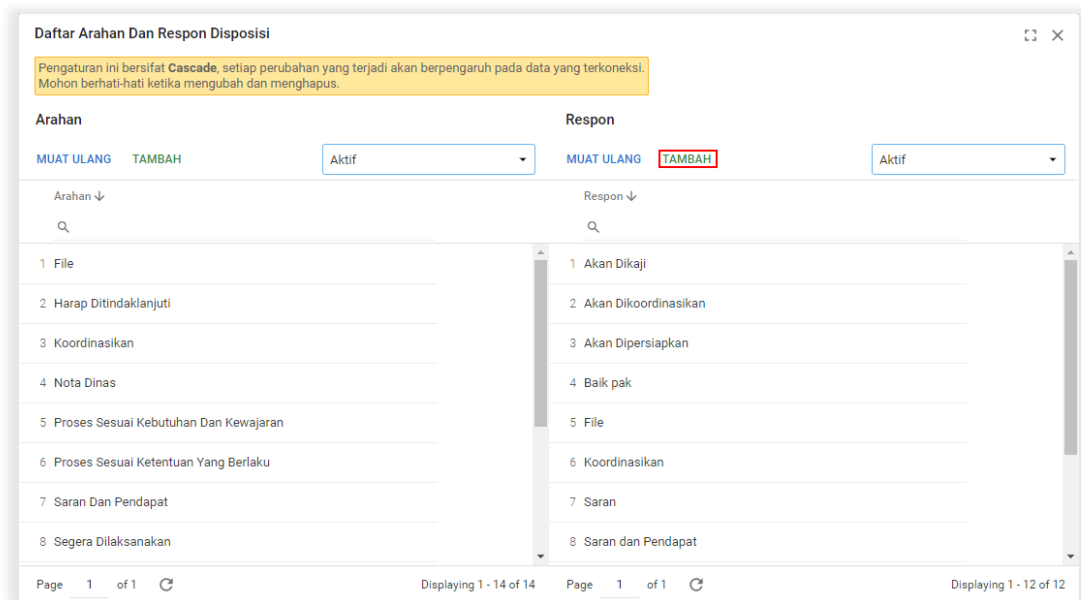 Daftar Arahan Dan Respon Disposisi
Pengaturan ini bersifat Cascade, setiap perubahan yang terjadi akan berpengaruh pada data yang terkoneksi.
Mohon berhati-hati ketika mengubah dan menghapus.
Arahan
MUAT ULANG TAMBAH Aktif
Arahan
1 File
2 Harap Ditindaklanjuti
3 Koordinasikan
4 Nota Dinas
5 Proses Sesuai Kebutuhan Dan Kewajaran
6 Proses Sesuai Ketentuan Yang Berlaku
7 Saran Dan Pendapat
8 Segera Dilaksanakan
Page 1 of 1 Displaying 1 - 14 of 14
Respon
MUAT ULANG TAMBAH Aktif
Respon
1 Akan Dikaji
2 Akan Dikoordinasikan
3 Akan Dipersiapkan
4 Baik pak
5 File
6 Koordinasikan
7 Saran
8 Saran dan Pendapat
Page 1 of 1 Displaying 1 - 12 of 12